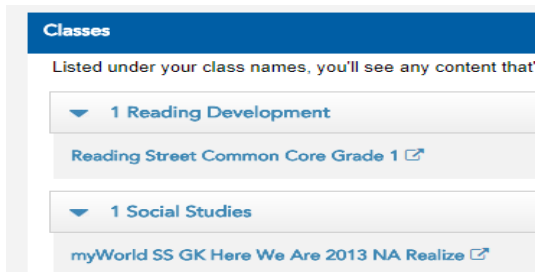 Classes
Listed under your class names, you'll see any content that'
1 Reading Development
Reading Street Common Core Grade 1
1 Social Studies
myWorld SS GK Here We Are 2013 NA Realize